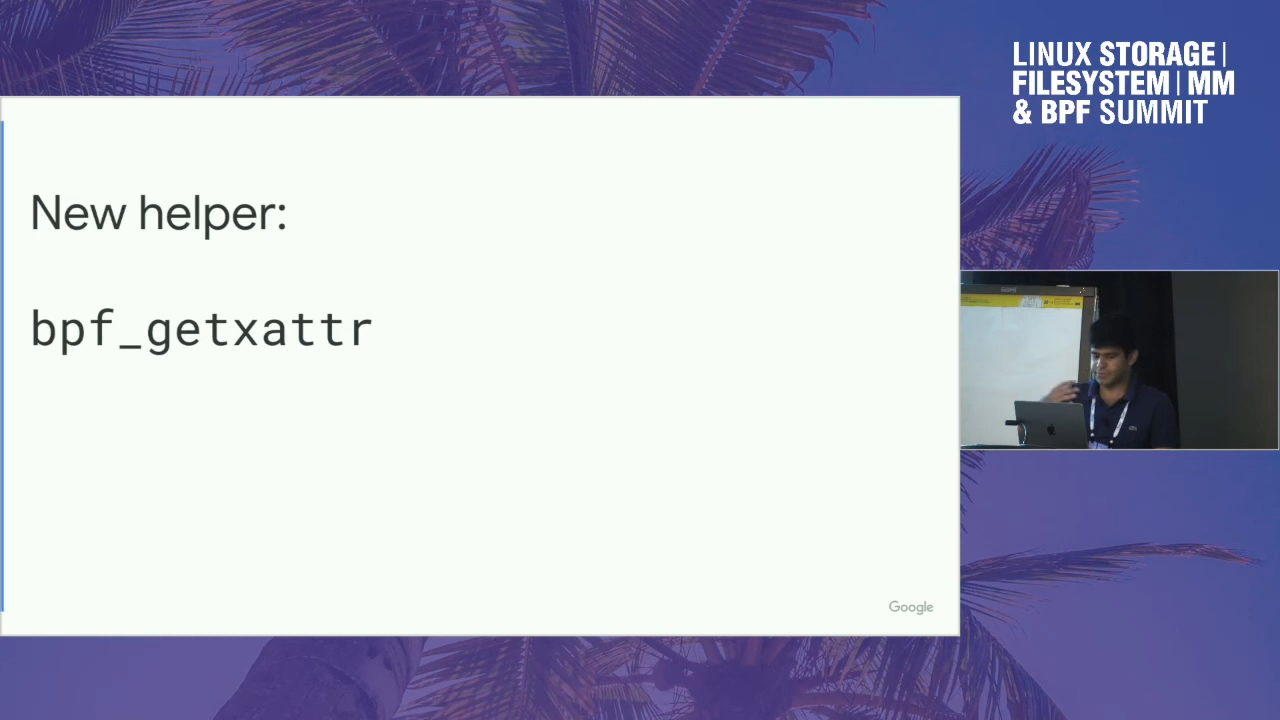 LINUX STORAGE |
FILESYSTEM | MM
& BPF SUMMIT
New helper:
bpf_getxattr
Google